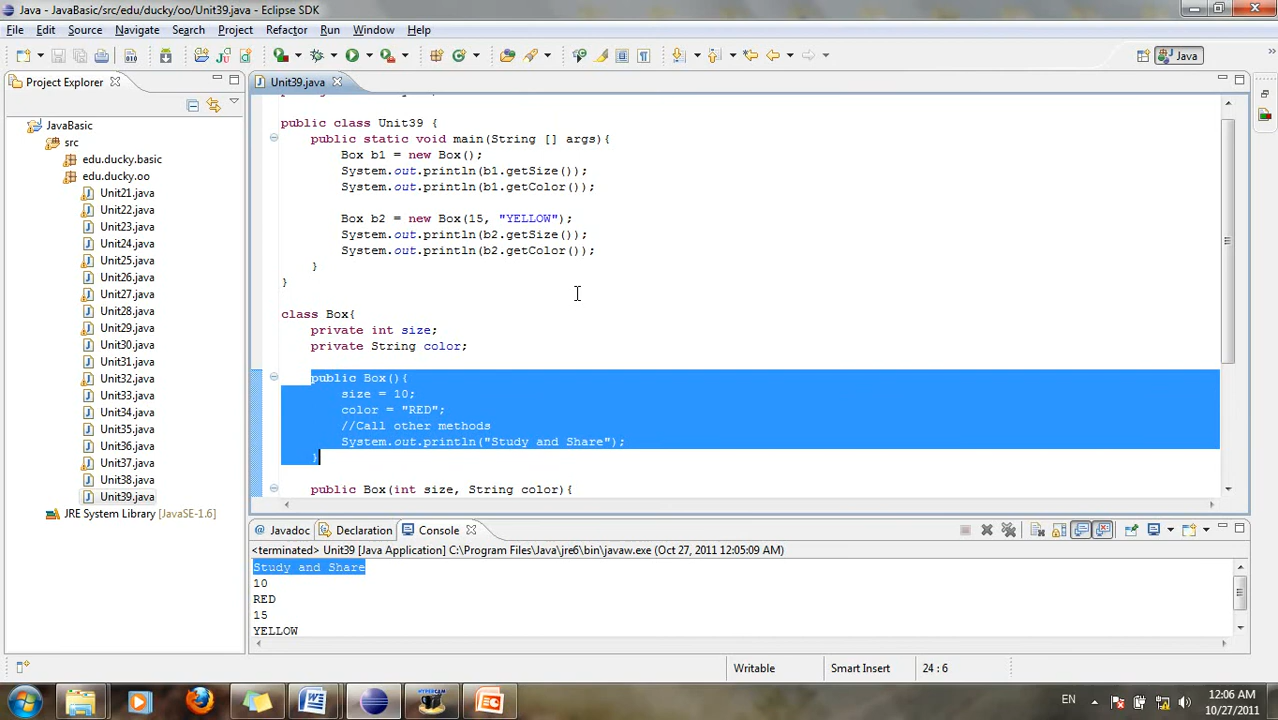 Java - JavaBasic/src/edu/ducky/oo/Unit39.java - Eclipse SDK
File Edit Source Navigate Search Project Refactor Run Window Help
Java
Project Explorer
Unit39.java
JavaBasic
src
edu.ducky.basic
edu.ducky.oo
Unit21.java
Unit22.java
Unit23.java
Unit24.java
Unit25.java
Unit26.java
Unit27.java
Unit28.java
Unit29.java
Unit30.java
Unit31.java
Unit32.java
Unit33.java
Unit34.java
Unit35.java
Unit36.java
Unit37.java
Unit38.java
Unit39.java
JRE System Library [JavaSE-1.6]
public class Unit39 {
public static void main(String [] args){
Box b1 = new Box();
System.out.println(b1.getSize());
System.out.println(b1.getColor());
Box b2 = new Box(15, "YELLOW");
System.out.println(b2.getSize());
System.out.println(b2.getColor());
}
}
class Box{
private int size;
private String color;
public Box(){
size = 10;
color = "RED";
//Call other methods
System.out.println("Study and Share");
}
public Box(int size, String color){
Javadoc Declaration Console
<terminated> Unit39 [Java Application] C:\Program Files\Java\jre6\bin\javaw.exe (Oct 27, 2011 12:05:09 AM)
Study and Share
10
RED
15
YELLOW
Writable Smart Insert 24 : 6
EN
12:06 AM
10/27/2011